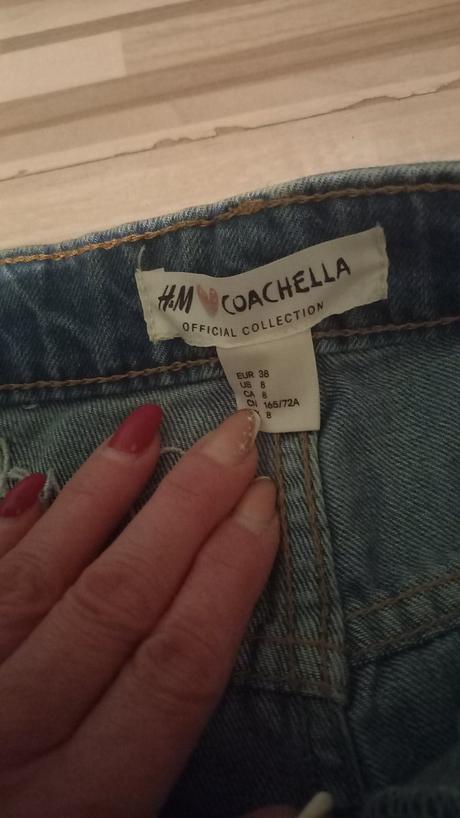 H&M COACHELLA
OFFICIAL COLLECTION
EUR 38
US 8
CA 8
CN 165/72A
8